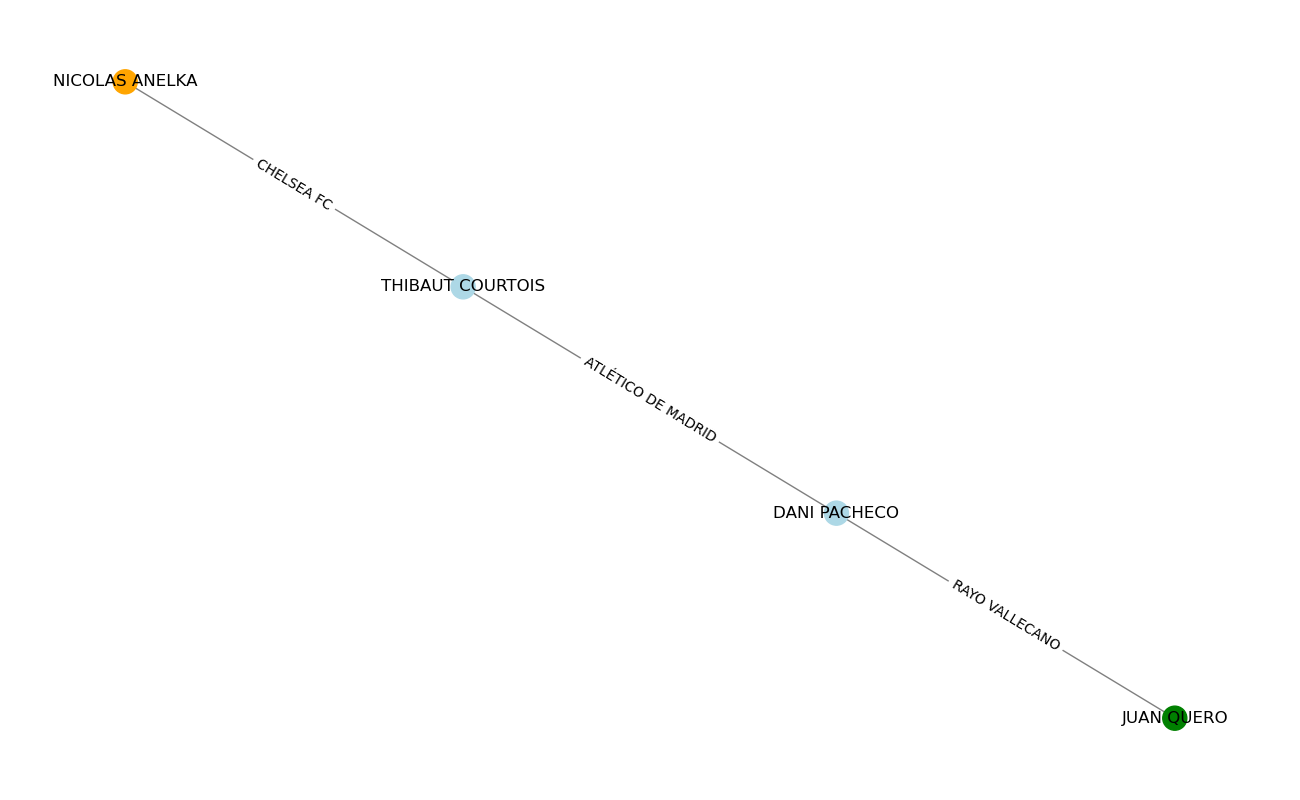 NICOLAS ANELKA
CHELSEA FC
THIBAUT COURTOIS
ATLÉTICO DE MADRID
DANI PACHECO
RAYO VALLECANO
JUAN QUERO